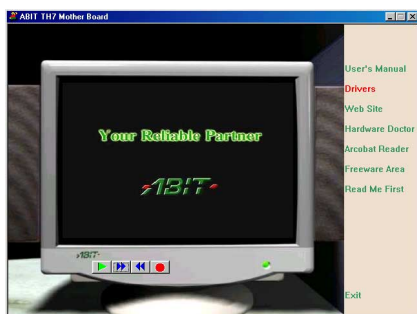 ABIT TH7 Mother Board
User's Manual
Drivers
Web Site
Hardware Doctor
Arcobat Reader
Freeware Area
Read Me First
Exit
Your Reliable Partner
ABIT
ABIT